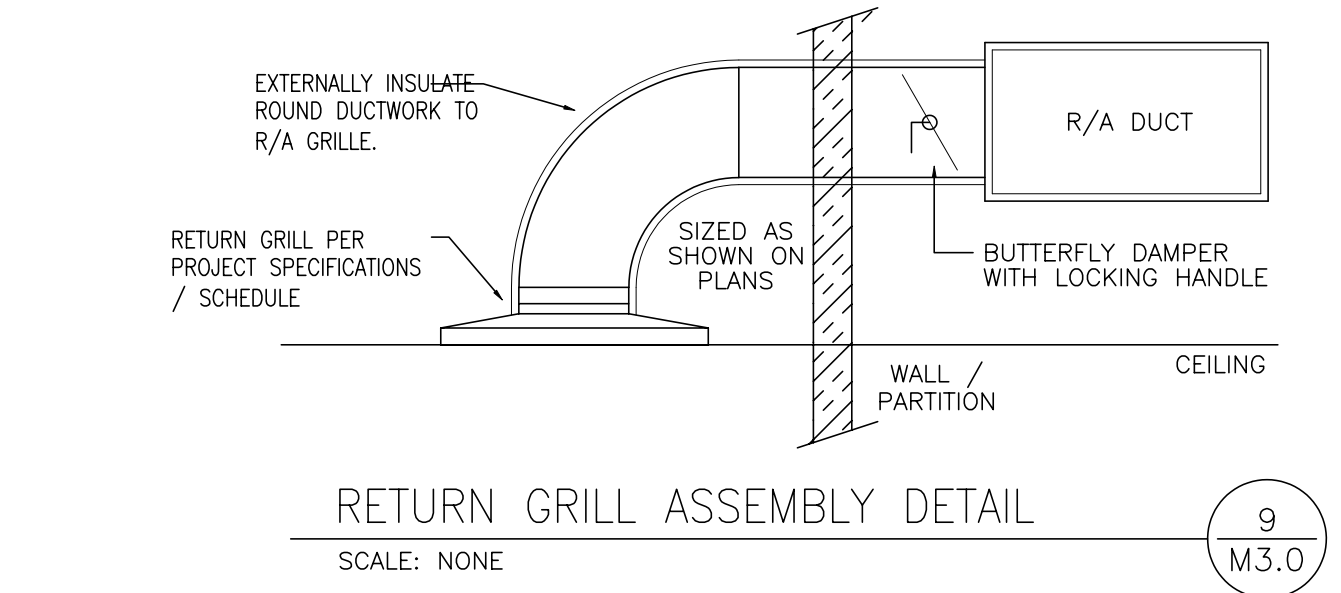 EXTERNALLY INSULATE
ROUND DUCTWORK TO
R/A GRILLE.
R/A DUCT
RETURN GRILL PER
PROJECT SPECIFICATIONS
/ SCHEDULE
SIZED AS
SHOWN ON
PLANS
BUTTERFLY DAMPER
WITH LOCKING HANDLE
CEILING
WALL /
PARTITION
RETURN GRILL ASSEMBLY DETAIL
SCALE: NONE
9
M3.0